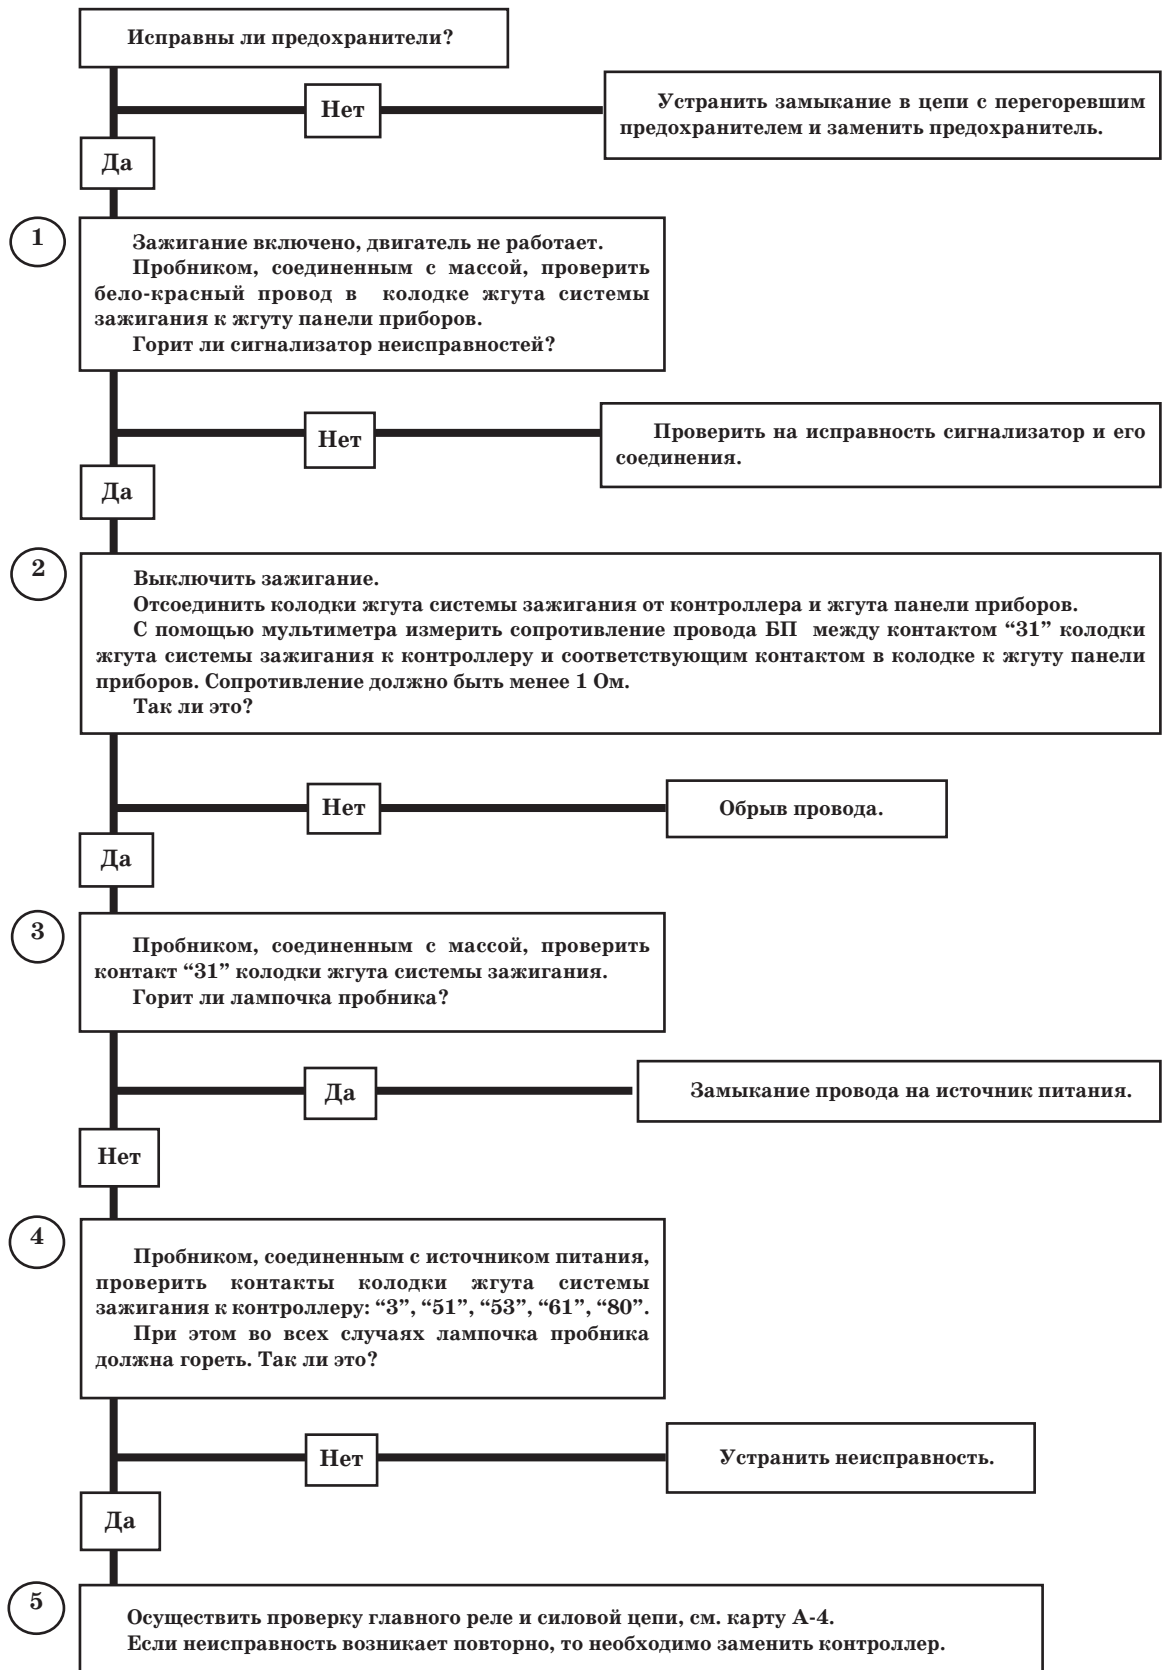 Исправны ли предохранители?
Нет
Устранить замыкание в цепи с перегоревшим
предохранителем и заменить предохранитель.
Да
1
Зажигание включено, двигатель не работает.
Пробником, соединенным с массой, проверить
бело-красный провод в колодке жгута системы
зажигания к жгуту панели приборов.
Горит ли сигнализатор неисправностей?
Нет
Проверить на исправность сигнализатор и его
соединения.
Да
2
Выключить зажигание.
Отсоединить колодки жгута системы зажигания от контроллера и жгута панели приборов.
С помощью мультиметра измерить сопротивление провода БП между контактом “31” колодки
жгута системы зажигания к контроллеру и соответствующим контактом в колодке к жгуту панели
приборов. Сопротивление должно быть менее 1 Ом.
Так ли это?
Нет
Обрыв провода.
Да
3
Пробником, соединенным с массой, проверить
контакт “31” колодки жгута системы зажигания.
Горит ли лампочка пробника?
Да
Замыкание провода на источник питания.
Нет
4
Пробником, соединенным с источником питания,
проверить контакты колодки жгута системы
зажигания к контроллеру: “3”, “51”, “53”, “61”, “80”.
При этом во всех случаях лампочка пробника
должна гореть. Так ли это?
Нет
Устранить неисправность.
Да
5
Осуществить проверку главного реле и силовой цепи, см. карту А-4.
Если неисправность возникает повторно, то необходимо заменить контроллер.